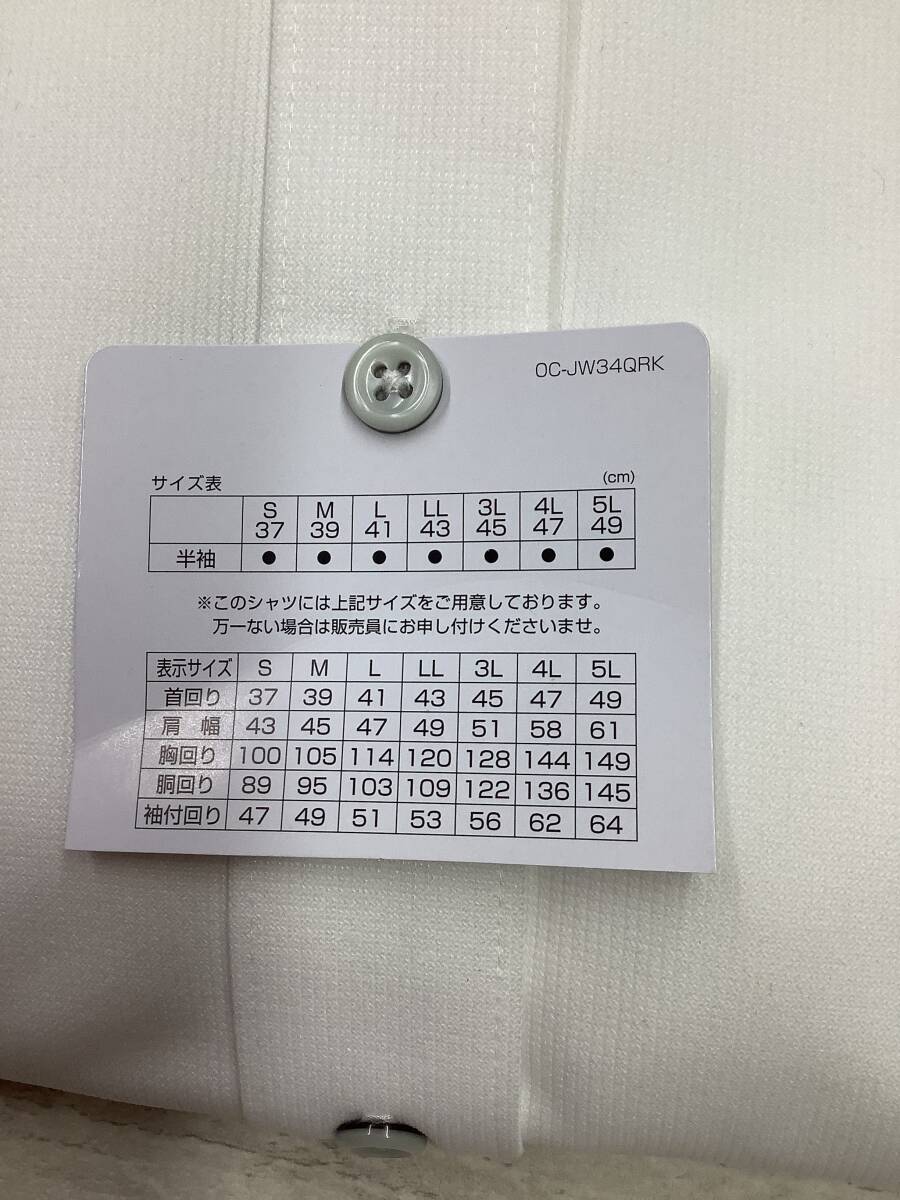 OC-JW34QRK
サイズ表 (cm)
S M L LL 3L 4L 5L
37 39 41 43 45 47 49
半袖 ● ● ● ● ● ● ●
※このシャツには上記サイズをご用意しております。
万一ない場合は販売員にお申し付けくださいませ。
表示サイズ S M L LL 3L 4L 5L
首回り 37 39 41 43 45 47 49
肩 幅 43 45 47 49 51 58 61
胸回り 100 105 114 120 128 144 149
胴回り 89 95 103 109 122 136 145
袖付回り 47 49 51 53 56 62 64